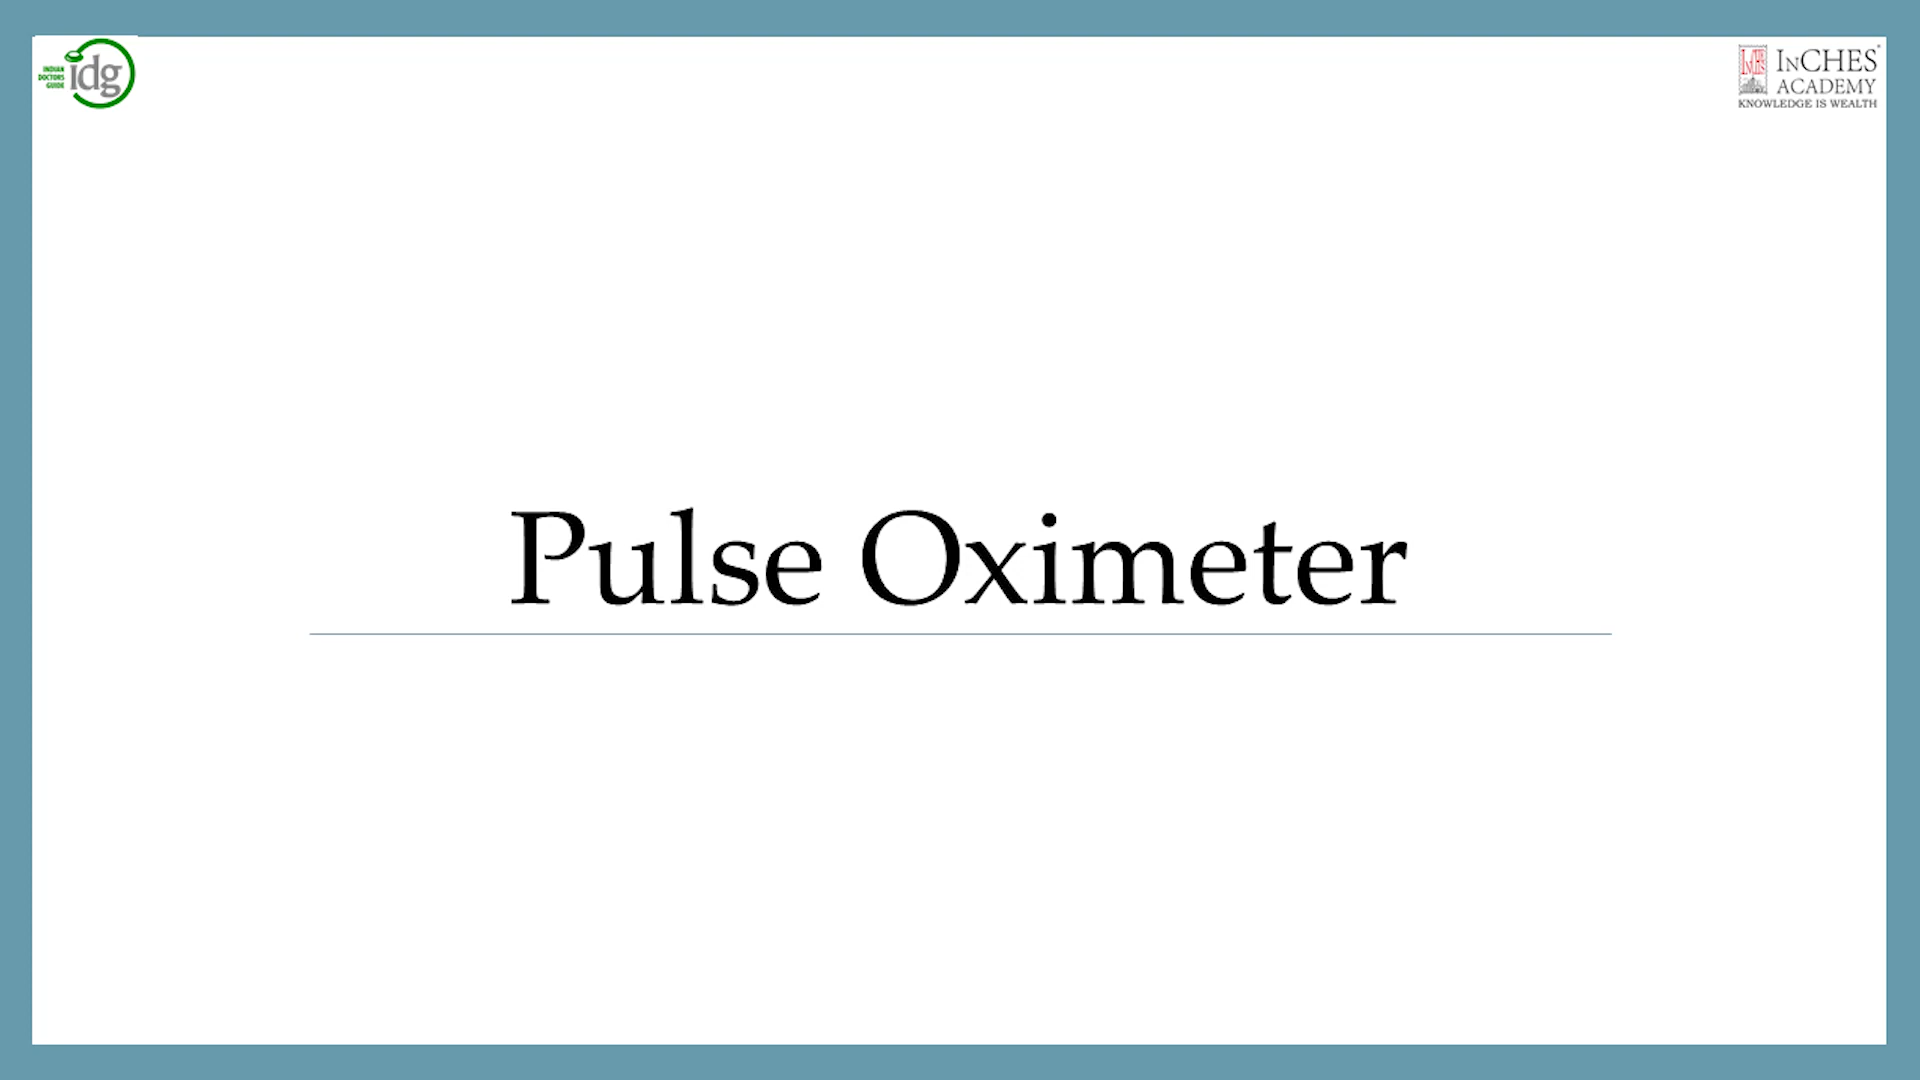 INDIAN
DOCTORS
GUIDE
idg
InCHES
ACADEMY
KNOWLEDGE IS WEALTH
Pulse Oximeter